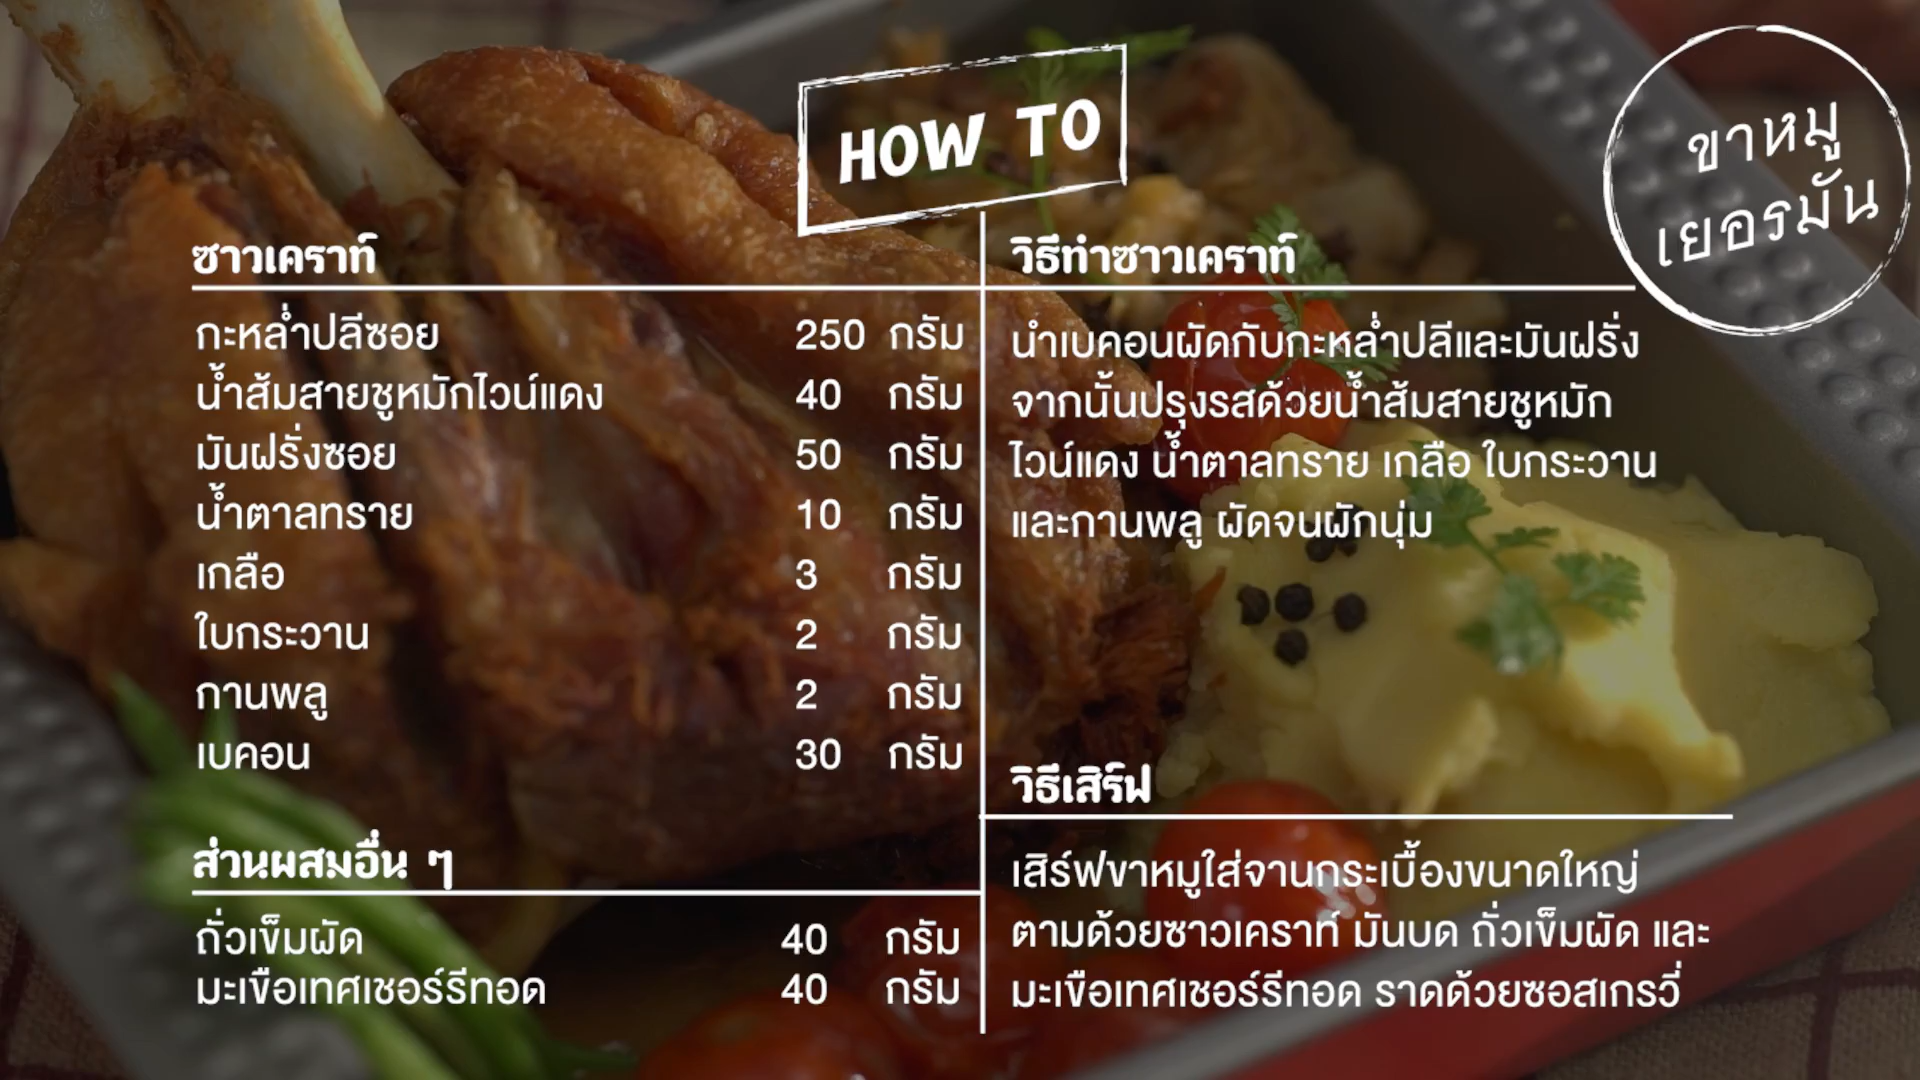 HOW TO
ขาหมู
เยอรมัน
ซาวเคราท์
กะหล่ำปลีซอย 250 กรัม
น้ำส้มสายชูหมักไวน์แดง 40 กรัม
มันฝรั่งซอย 50 กรัม
น้ำตาลทราย 10 กรัม
เกลือ 3 กรัม
ใบกระวาน 2 กรัม
กานพลู 2 กรัม
เบคอน 30 กรัม
ส่วนผสมอื่น ๆ
ถั่วเข็มผัด 40 กรัม
มะเขือเทศเชอร์รีทอด 40 กรัม
วิธีทำซาวเคราท์
นำเบคอนผัดกับกะหล่ำปลีและมันฝรั่ง
จากนั้นปรุงรสด้วยน้ำส้มสายชูหมัก
ไวน์แดง น้ำตาลทราย เกลือ ใบกระวาน
และกานพลู ผัดจนผักนุ่ม
วิธีเสิร์ฟ
เสิร์ฟขาหมูใส่จานกระเบื้องขนาดใหญ่
ตามด้วยซาวเคราท์ มันบด ถั่วเข็มผัด และ
มะเขือเทศเชอร์รีทอด ราดด้วยซอสเกรวี่